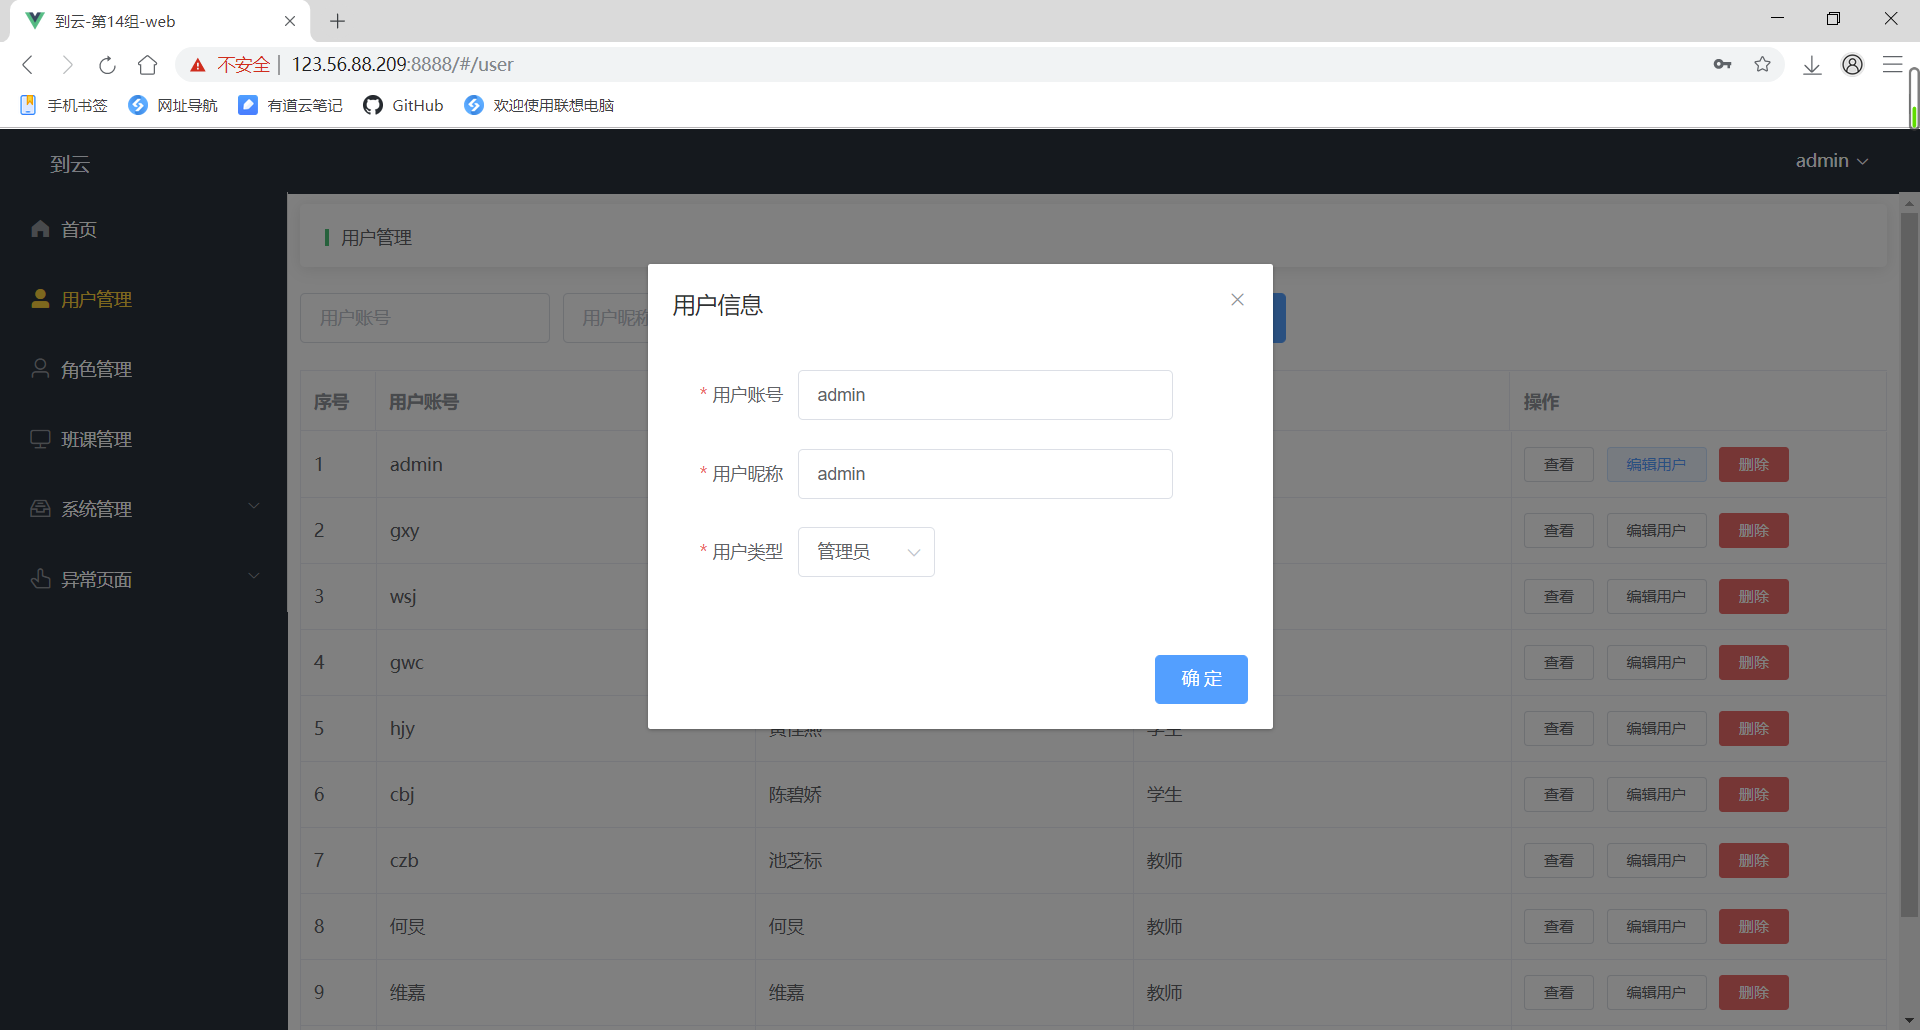 到云-第14组-web
不安全 | 123.56.88.209:8888/#/user
手机书签 网址导航 有道云笔记 GitHub 欢迎使用联想电脑
到云 admin
首页
用户管理
角色管理
班课管理
系统管理
异常页面
用户管理
用户账号 用户昵称
序号 用户账号 操作
1 admin 查看 编辑用户 删除
2 gxy 查看 编辑用户 删除
3 wsj 查看 编辑用户 删除
4 gwc 查看 编辑用户 删除
5 hjy 学生 查看 编辑用户 删除
6 cbj 陈碧娇 学生 查看 编辑用户 删除
7 czb 池芝标 教师 查看 编辑用户 删除
8 何炅 何炅 教师 查看 编辑用户 删除
9 维嘉 维嘉 教师 查看 编辑用户 删除
用户信息
* 用户账号 admin
* 用户昵称 admin
* 用户类型 管理员
确 定